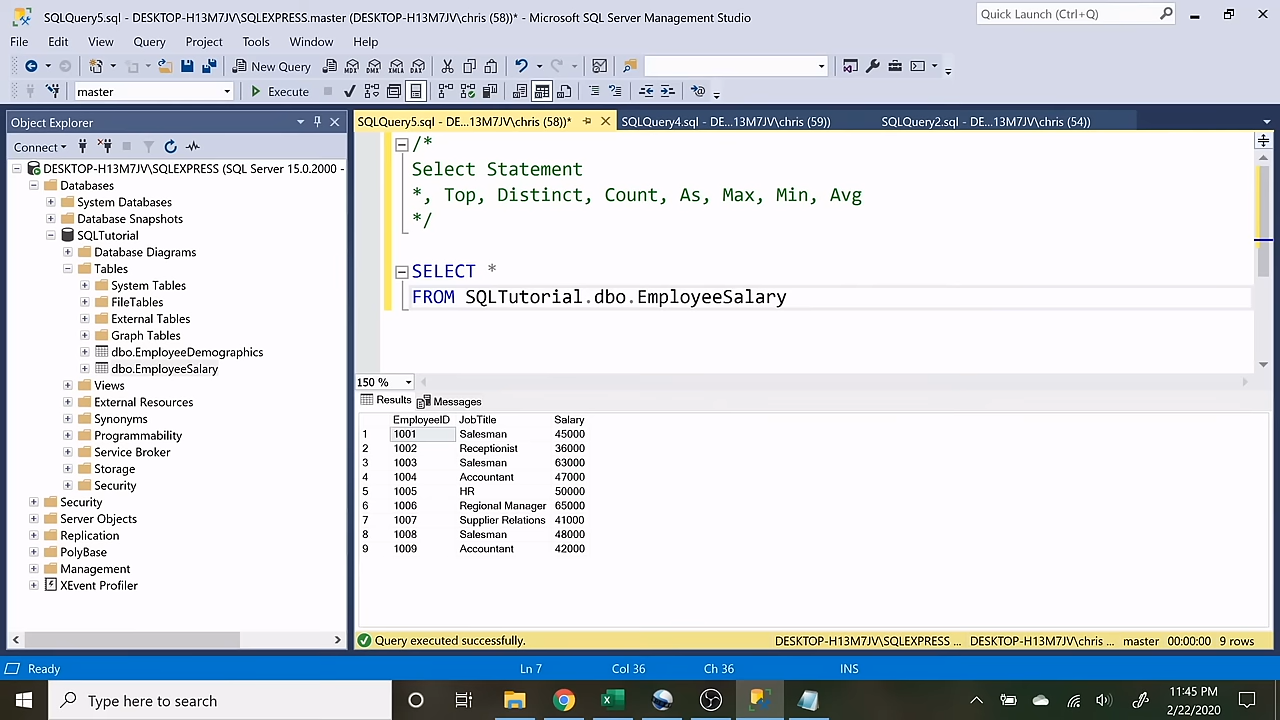 SQLQuery5.sql - DESKTOP-H13M7JV\SQLEXPRESS.master (DESKTOP-H13M7JV\chris (58))* - Microsoft SQL Server Management Studio
Quick Launch (Ctrl+Q)
File Edit View Query Project Tools Window Help
New Query
MDX DMX XMLA DAX
master
Execute
Object Explorer
Connect
DESKTOP-H13M7JV\SQLEXPRESS (SQL Server 15.0.2000 -
Databases
System Databases
Database Snapshots
SQLTutorial
Database Diagrams
Tables
System Tables
FileTables
External Tables
Graph Tables
dbo.EmployeeDemographics
dbo.EmployeeSalary
Views
External Resources
Synonyms
Programmability
Service Broker
Storage
Security
Security
Server Objects
Replication
PolyBase
Management
XEvent Profiler
SQLQuery5.sql - DE...13M7JV\chris (58))* SQLQuery4.sql - DE...13M7JV\chris (59)) SQLQuery2.sql - DE...13M7JV\chris (54))
/*
Select Statement
*, Top, Distinct, Count, As, Max, Min, Avg
*/
SELECT *
FROM SQLTutorial.dbo.EmployeeSalary
150 %
Results Messages
EmployeeID JobTitle Salary
1 1001 Salesman 45000
2 1002 Receptionist 36000
3 1003 Salesman 63000
4 1004 Accountant 47000
5 1005 HR 50000
6 1006 Regional Manager 65000
7 1007 Supplier Relations 41000
8 1008 Salesman 48000
9 1009 Accountant 42000
Query executed successfully. DESKTOP-H13M7JV\SQLEXPRESS ... DESKTOP-H13M7JV\chris ... master 00:00:00 9 rows
Ready Ln 7 Col 36 Ch 36 INS
Type here to search
11:45 PM
2/22/2020